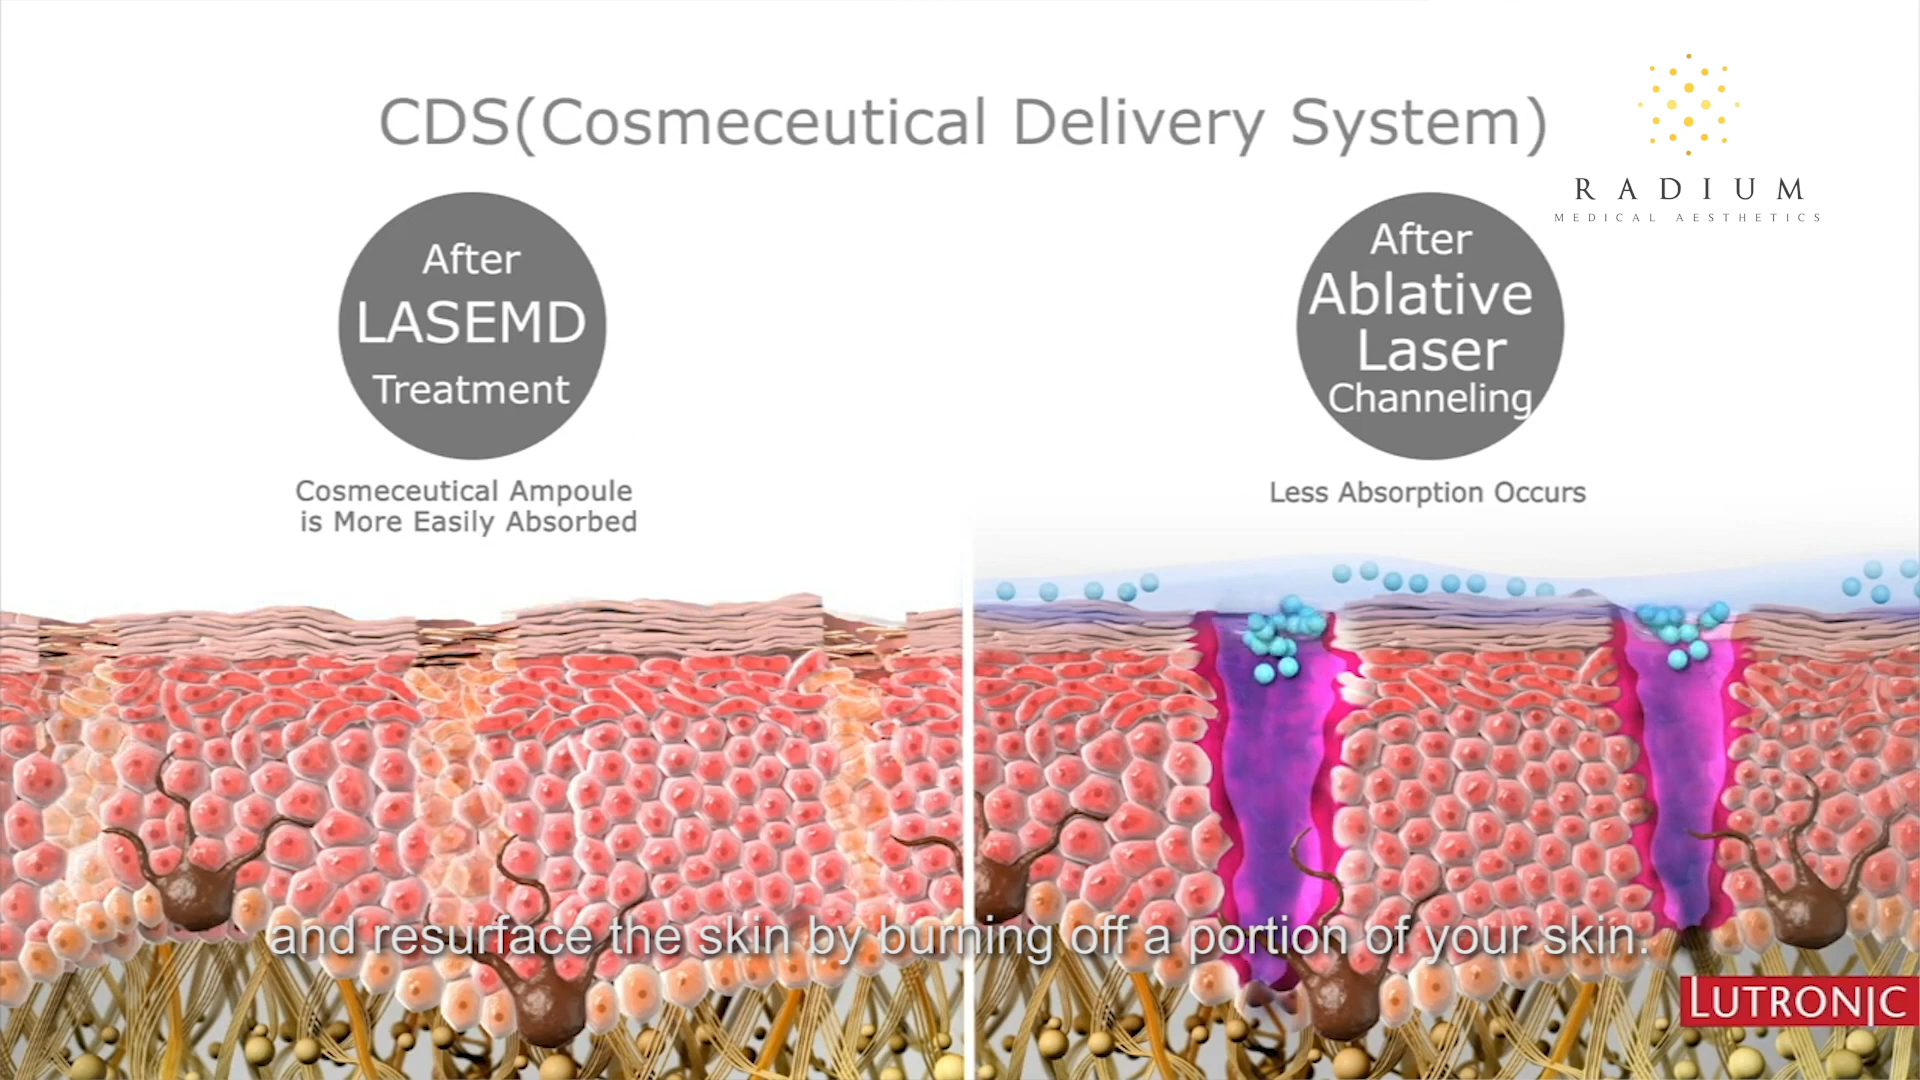 CDS(Cosmeceutical Delivery System)
RADIUM
MEDICAL AESTHETICS
After
LASEMD
Treatment
Cosmeceutical Ampoule
is More Easily Absorbed
After
Ablative
Laser
Channeling
Less Absorption Occurs
and resurface the skin by burning off a portion of your skin.
LUTRONIC